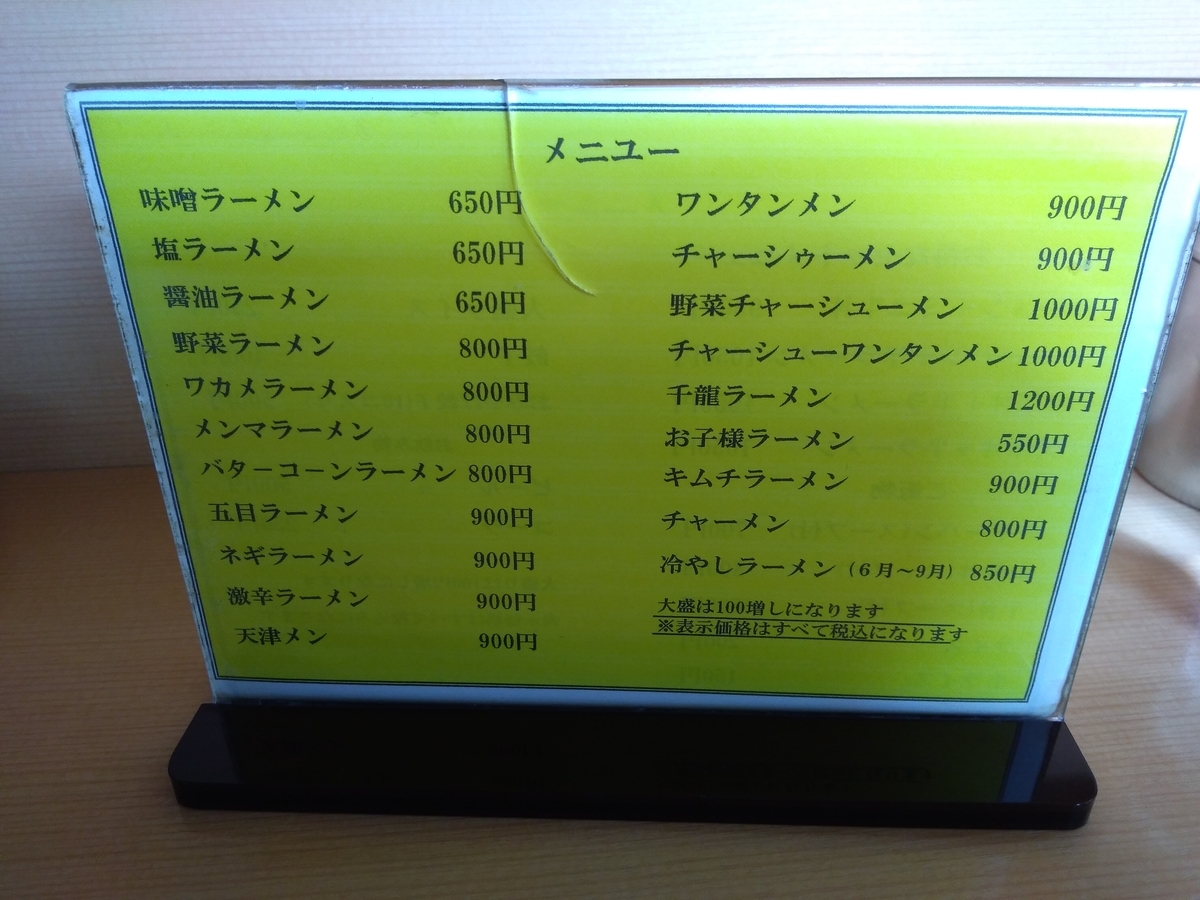 メニュー
味噌ラーメン 650円
塩ラーメン 650円
醤油ラーメン 650円
野菜ラーメン 800円
ワカメラーメン 800円
メンマラーメン 800円
バターコーンラーメン 800円
五目ラーメン 900円
ネギラーメン 900円
激辛ラーメン 900円
天津メン 900円
ワンタンメン 900円
チャーシゥーメン 900円
野菜チャーシューメン 1000円
チャーシューワンタンメン 1000円
千龍ラーメン 1200円
お子様ラーメン 550円
キムチラーメン 900円
チャーメン 800円
冷やしラーメン（６月〜9月） 850円
大盛は100増しになります
※表示価格はすべて税込になります